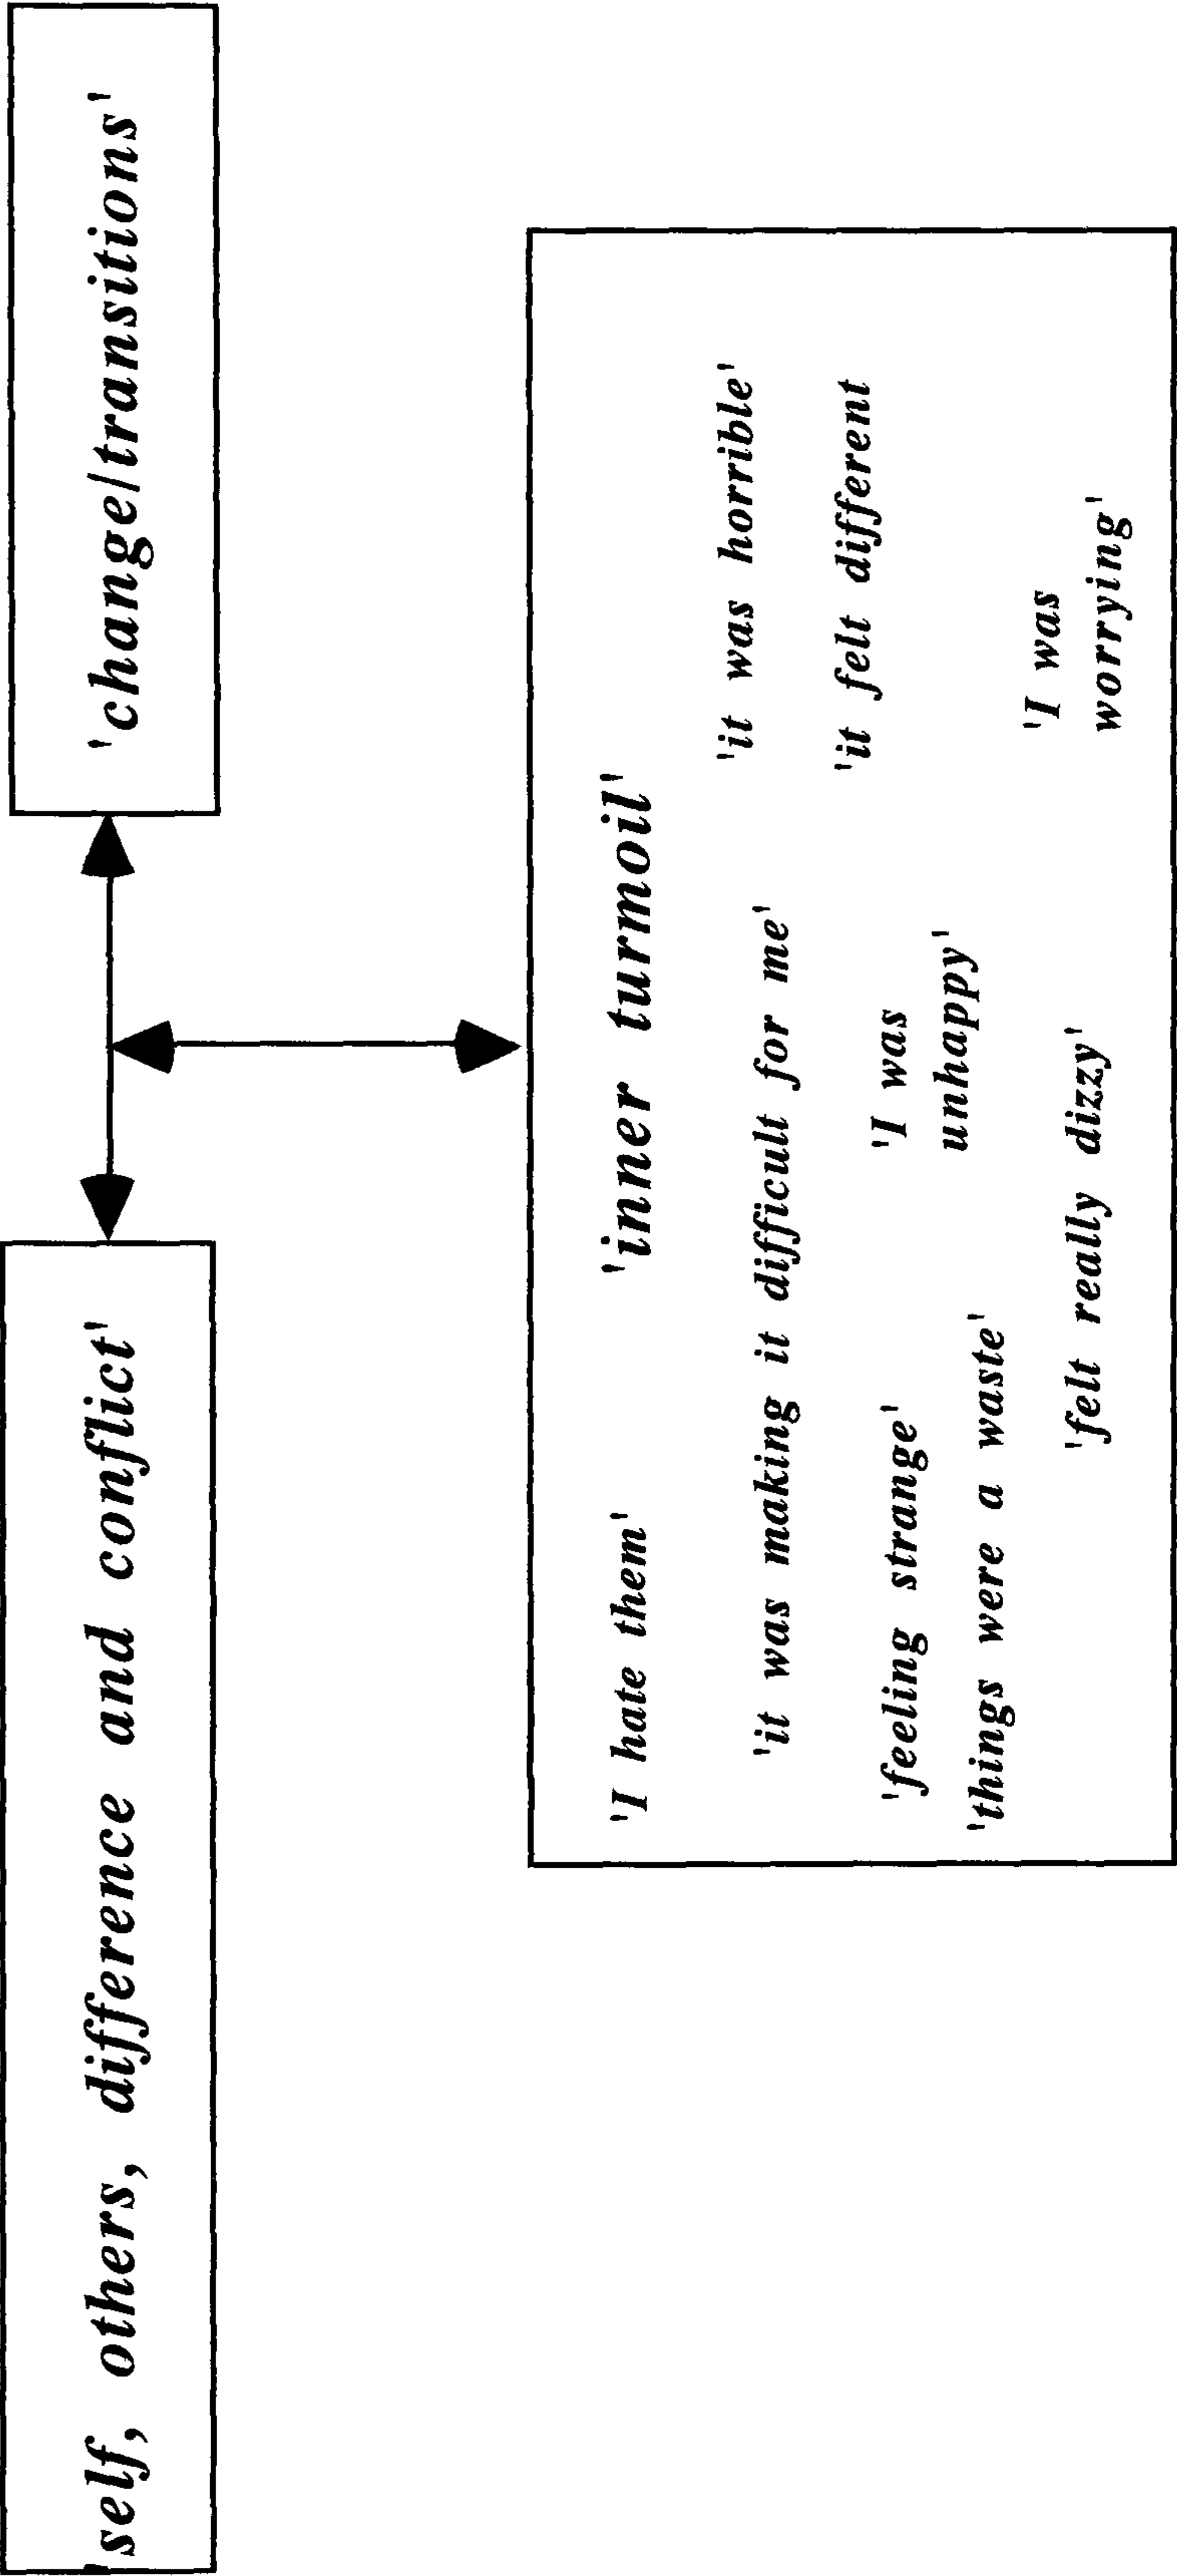 'self, others, difference and conflict'
'change/transitions'
'inner turmoil'
'I hate them'
'it was horrible'
'it was making it difficult for me'
'it felt different
'feeling strange'
'I was
unhappy'
'things were a waste'
'I was
worrying'
'felt really dizzy'